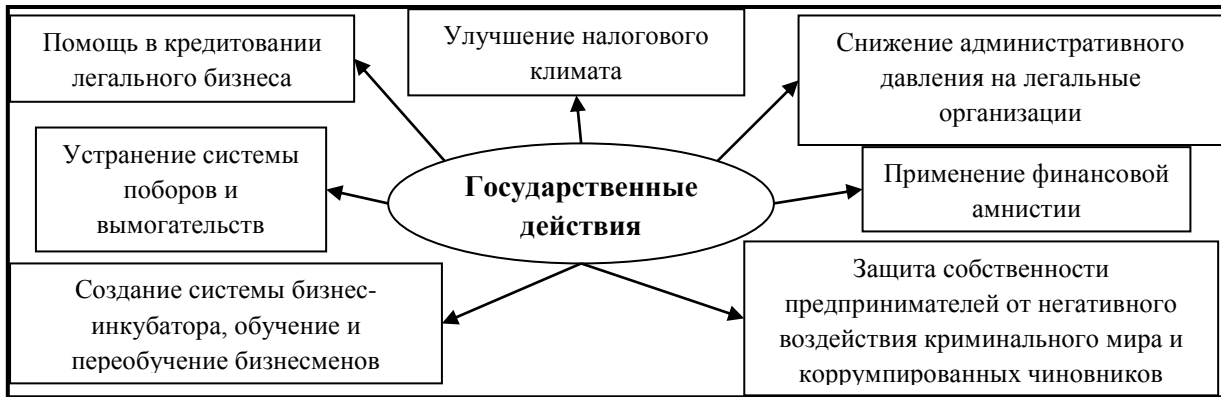 Помощь в кредитовании
легального бизнеса
Улучшение налогового
климата
Снижение административного
давления на легальные
организации
Устранение системы
поборов и
вымогательств
Государственные
действия
Применение финансовой
амнистии
Создание системы бизнес-
инкубатора, обучение и
переобучение бизнесменов
Защита собственности
предпринимателей от негативного
воздействия криминального мира и
коррумпированных чиновников